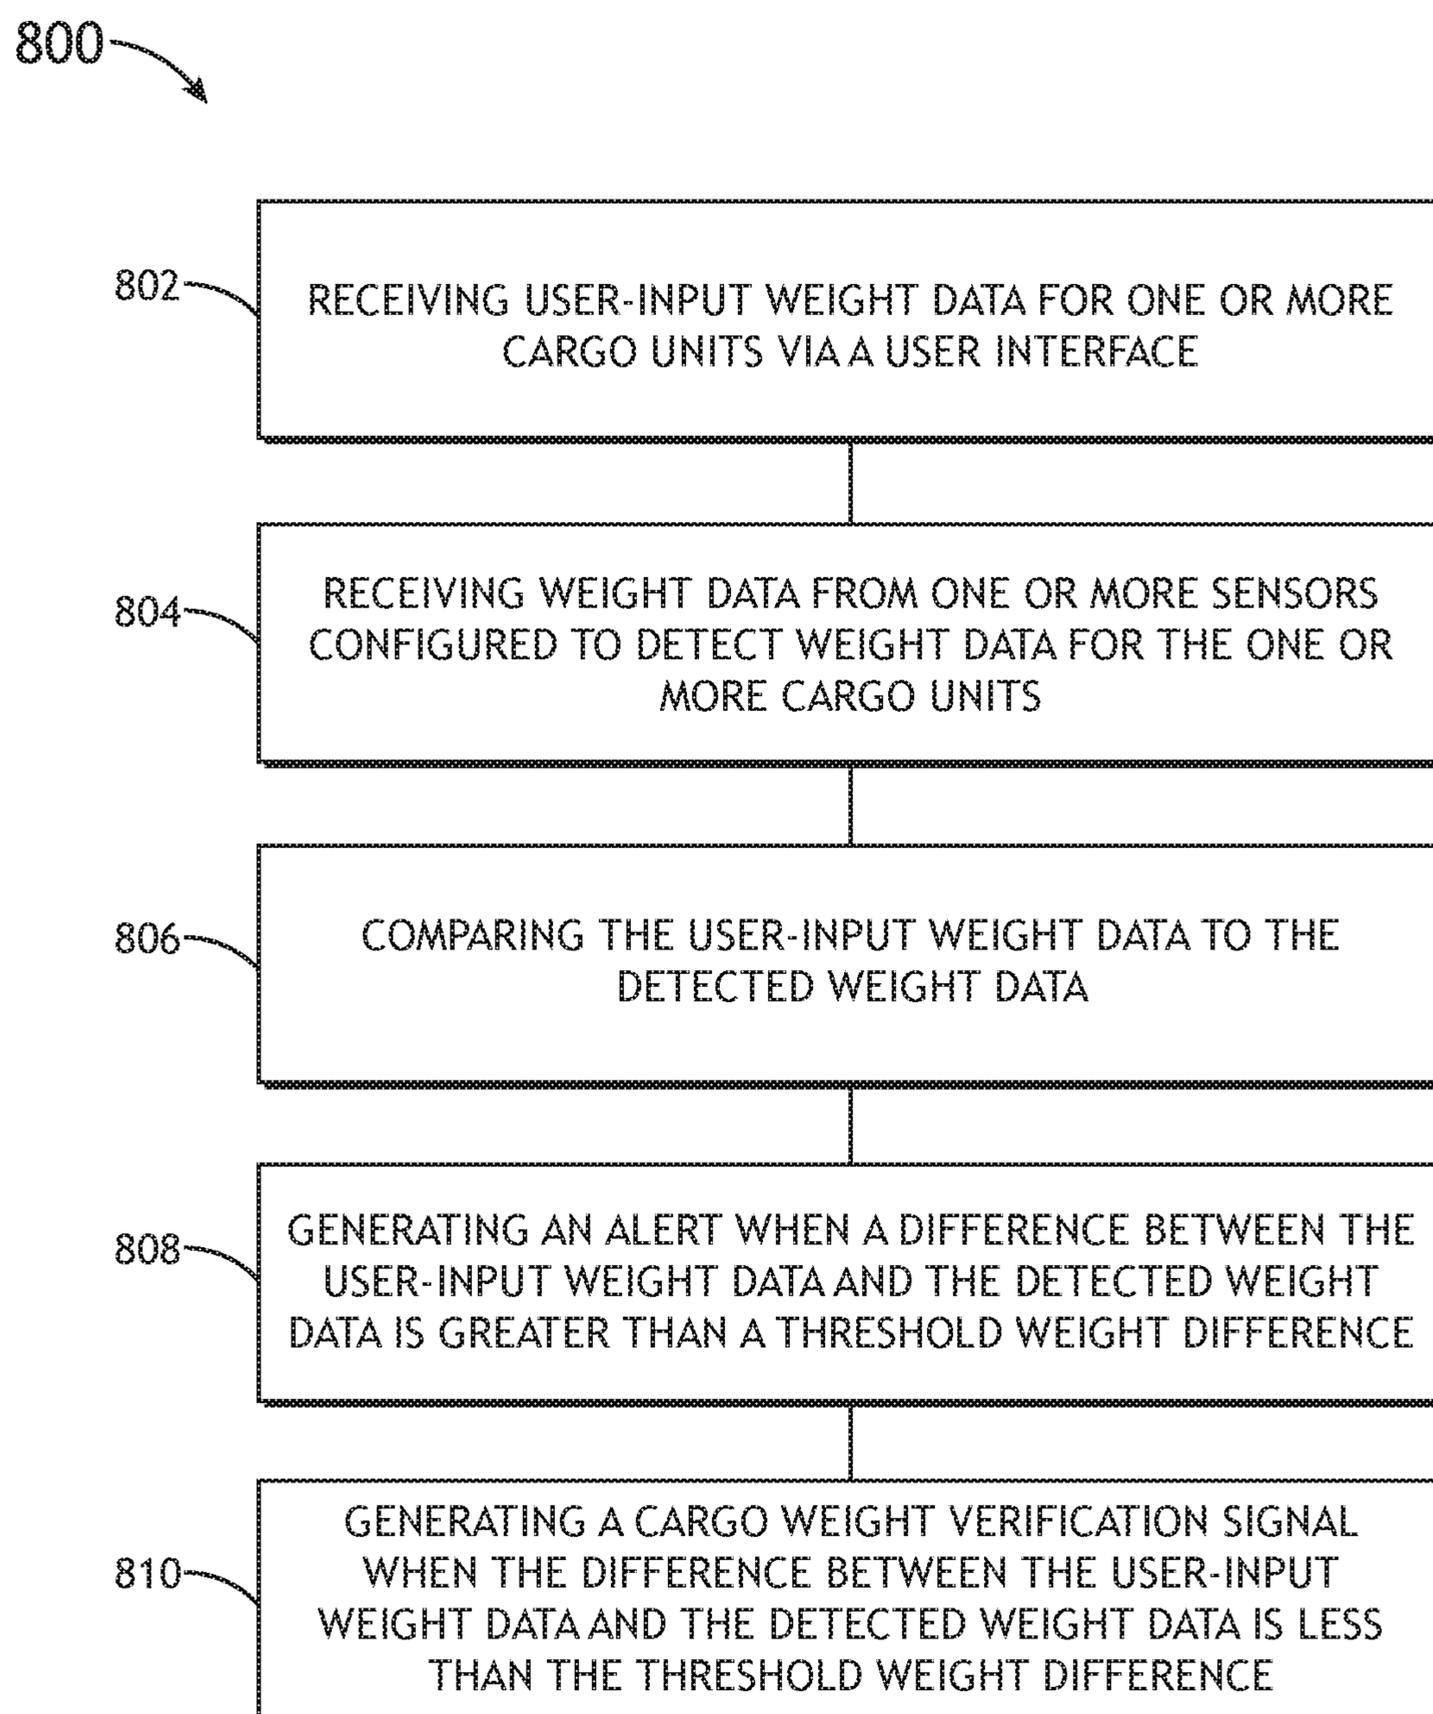 800
802
RECEIVING USER-INPUT WEIGHT DATA FOR ONE OR MORE
CARGO UNITS VIA A USER INTERFACE
804
RECEIVING WEIGHT DATA FROM ONE OR MORE SENSORS
CONFIGURED TO DETECT WEIGHT DATA FOR THE ONE OR
MORE CARGO UNITS
806
COMPARING THE USER-INPUT WEIGHT DATA TO THE
DETECTED WEIGHT DATA
808
GENERATING AN ALERT WHEN A DIFFERENCE BETWEEN THE
USER-INPUT WEIGHT DATA AND THE DETECTED WEIGHT
DATA IS GREATER THAN A THRESHOLD WEIGHT DIFFERENCE
810
GENERATING A CARGO WEIGHT VERIFICATION SIGNAL
WHEN THE DIFFERENCE BETWEEN THE USER-INPUT
WEIGHT DATA AND THE DETECTED WEIGHT DATA IS LESS
THAN THE THRESHOLD WEIGHT DIFFERENCE